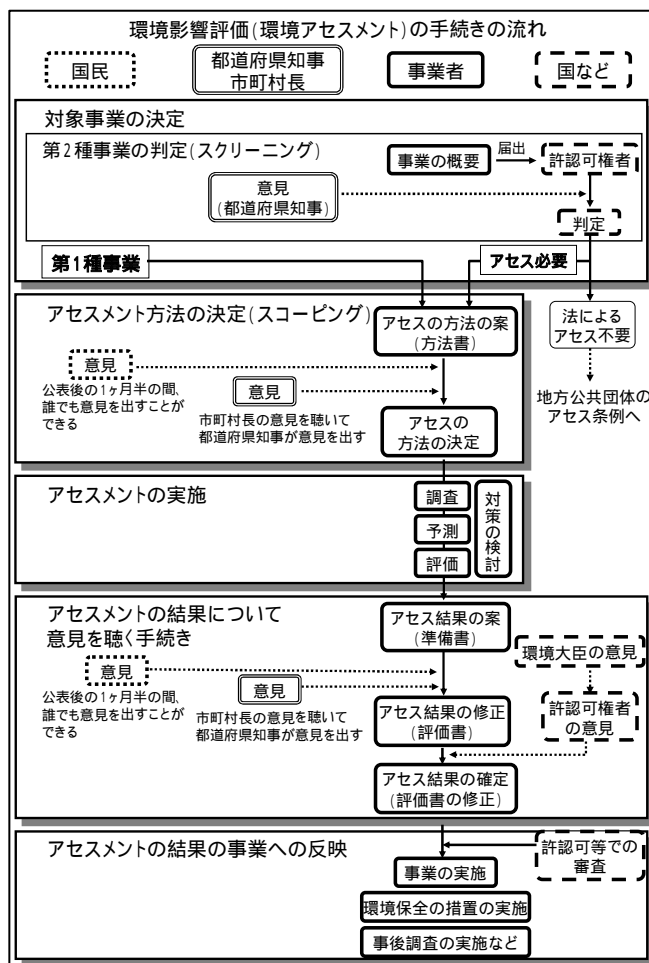 環境影響評価(環境アセスメント)の手続きの流れ
国民
都道府県知事
市町村長
事業者
国など
対象事業の決定
第2種事業の判定(スクリーニング)
事業の概要
届出
許認可権者
意見
(都道府県知事)
判定
第1種事業
アセス必要
アセスメント方法の決定(スコーピング)
アセスの方法の案
(方法書)
法による
アセス不要
意見
公表後の1ヶ月半の間、
誰でも意見を出すことが
できる
意見
市町村長の意見を聴いて
都道府県知事が意見を出す
アセスの
方法の決定
地方公共団体の
アセス条例へ
アセスメントの実施
調査
予測
評価
対策の検討
アセスメントの結果について
意見を聴く手続き
アセス結果の案
(準備書)
意見
公表後の1ヶ月半の間、
誰でも意見を出すことが
できる
意見
市町村長の意見を聴いて
都道府県知事が意見を出す
環境大臣の意見
アセス結果の修正
(評価書)
許認可権者
の意見
アセス結果の確定
(評価書の修正)
アセスメントの結果の事業への反映
許認可等での
審査
事業の実施
環境保全の措置の実施
事後調査の実施など